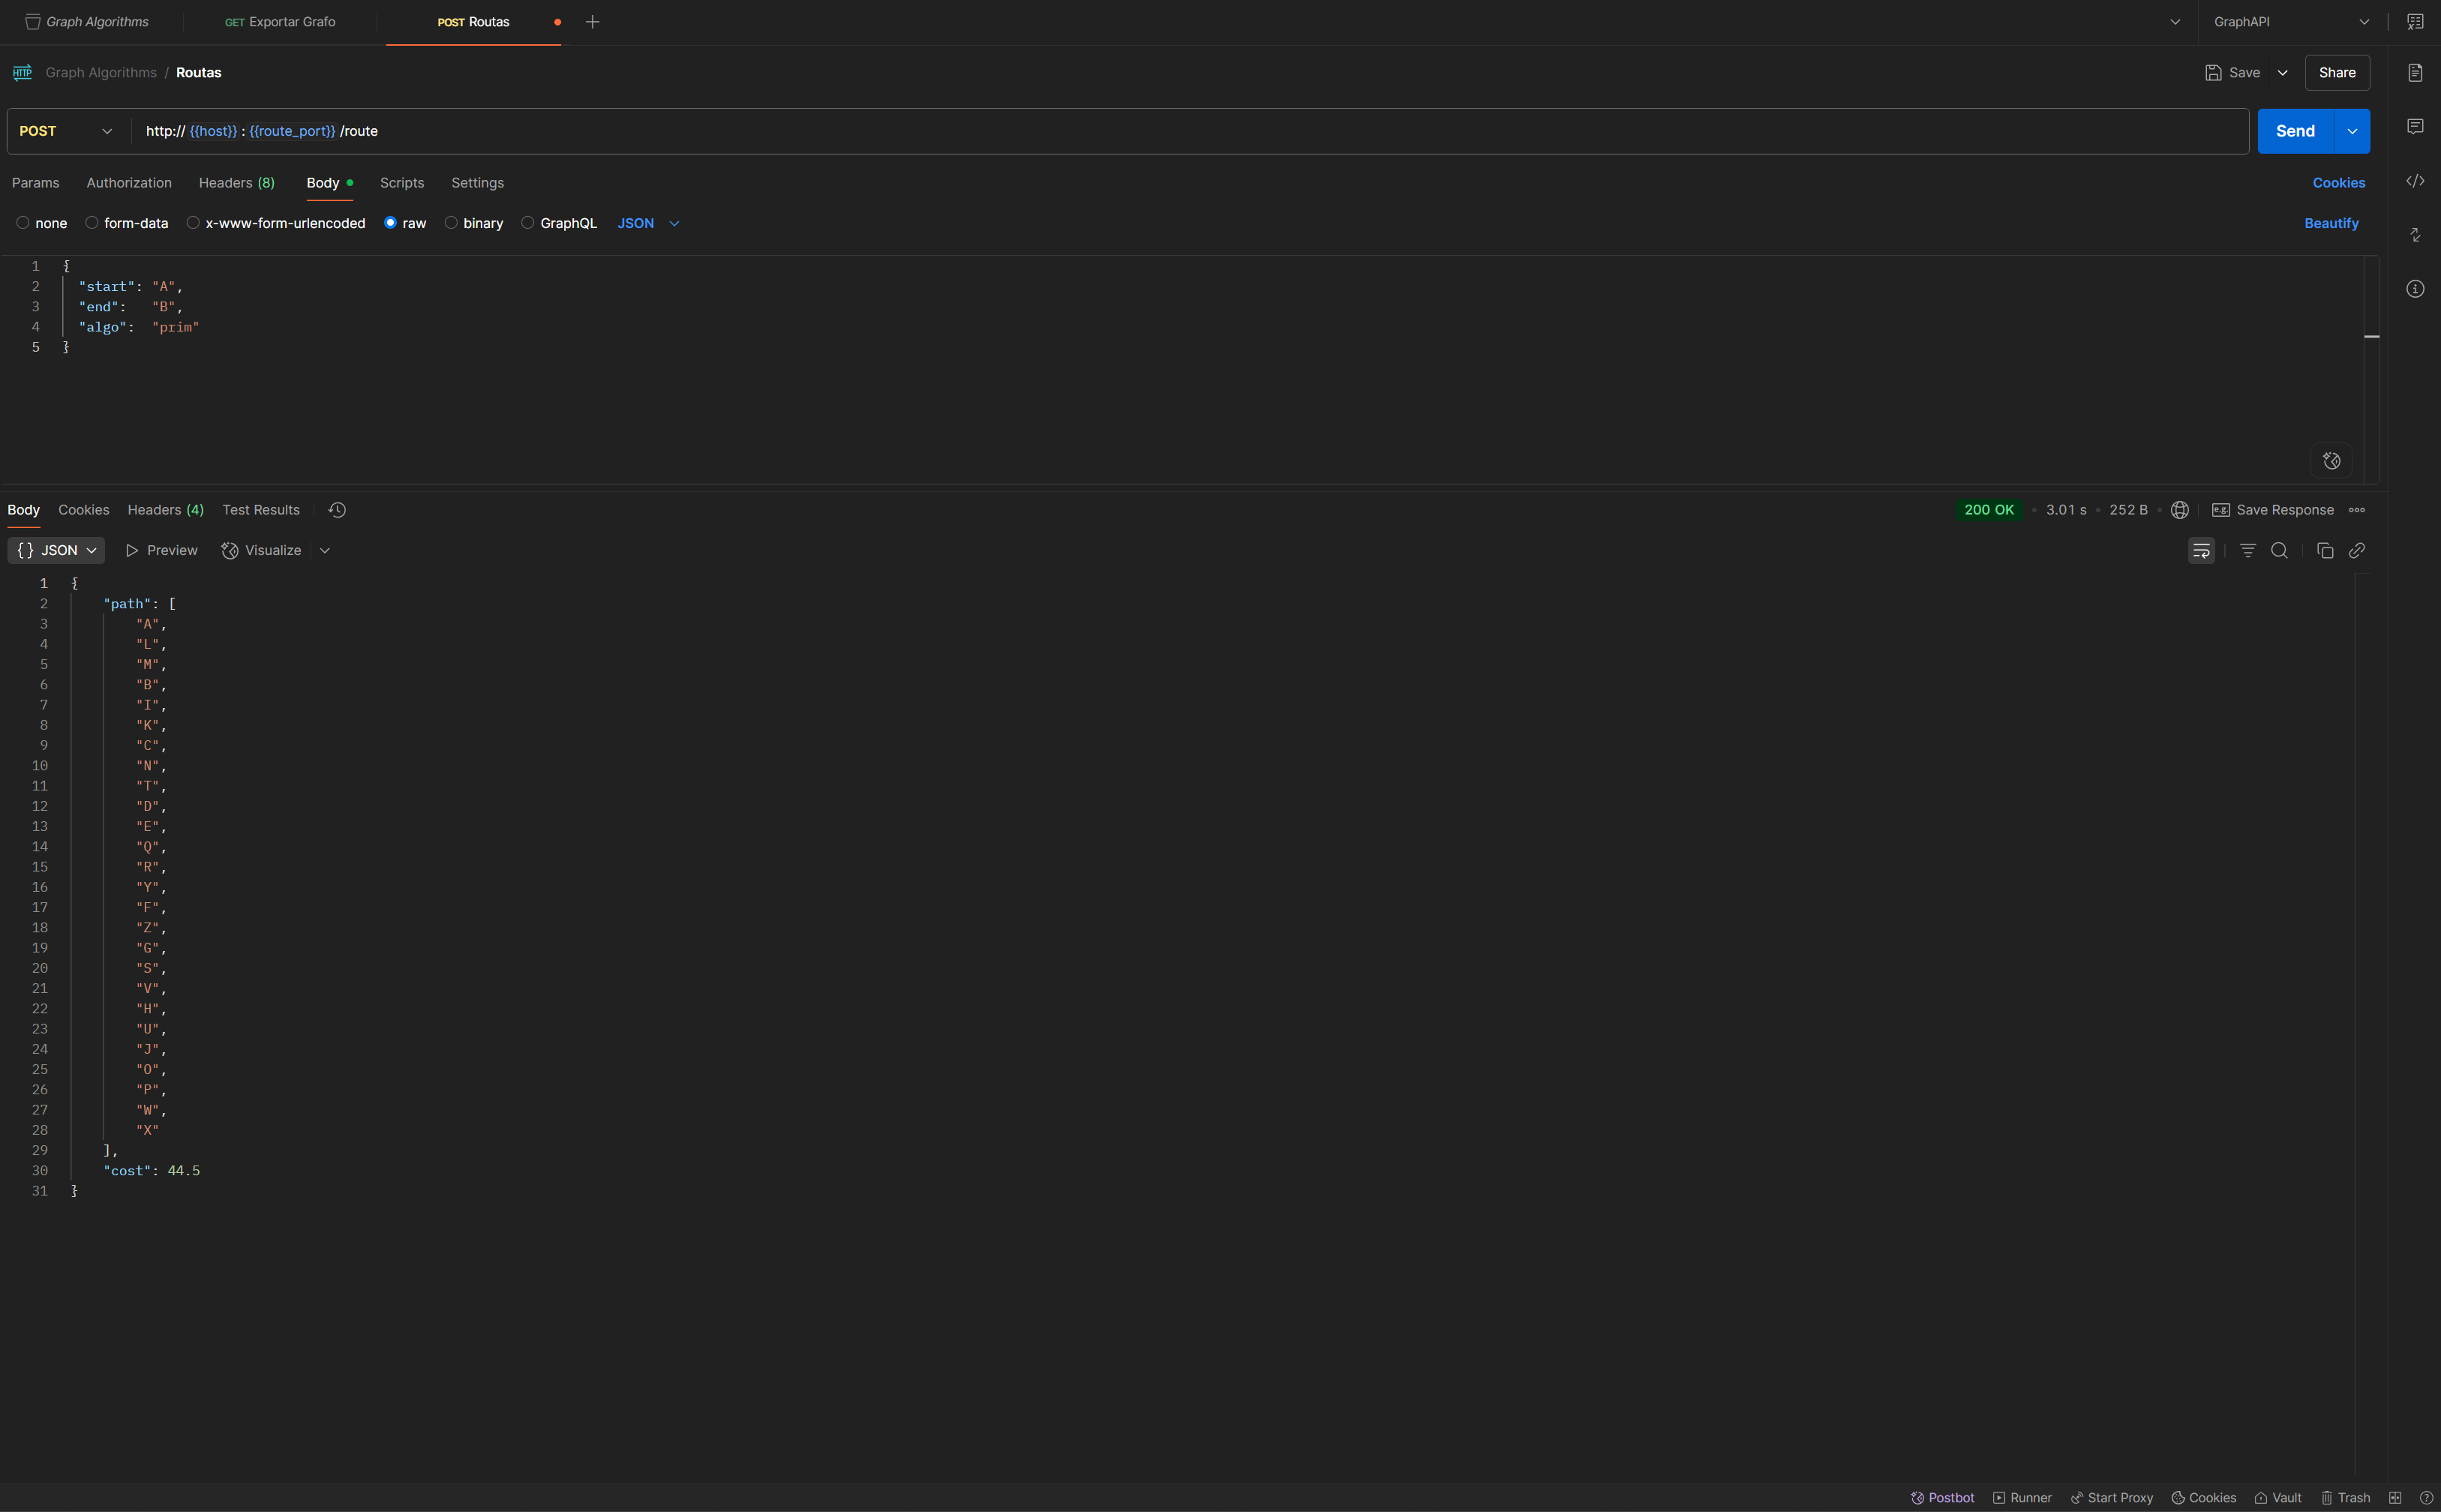 Graph Algorithms GET Exportar Grafo POST Routas GraphAPI
HTTP Graph Algorithms / Routas Save Share
POST http:// {{host}} : {{route_port}} /route Send
Params Authorization Headers (8) Body Scripts Settings Cookies
none form-data x-www-form-urlencoded raw binary GraphQL JSON Beautify
1 {
2 "start": "A",
3 "end": "B",
4 "algo": "prim"
5 }
Body Cookies Headers (4) Test Results 200 OK • 3.01 s • 252 B • e.g. Save Response
{} JSON Preview Visualize
1 {
2 "path": [
3 "A",
4 "L",
5 "M",
6 "B",
7 "I",
8 "K",
9 "C",
10 "N",
11 "T",
12 "D",
13 "E",
14 "Q",
15 "R",
16 "Y",
17 "F",
18 "Z",
19 "G",
20 "S",
21 "V",
22 "H",
23 "U",
24 "J",
25 "O",
26 "P",
27 "W",
28 "X"
29 ],
30 "cost": 44.5
31 }
Postbot Runner Start Proxy Cookies Vault Trash